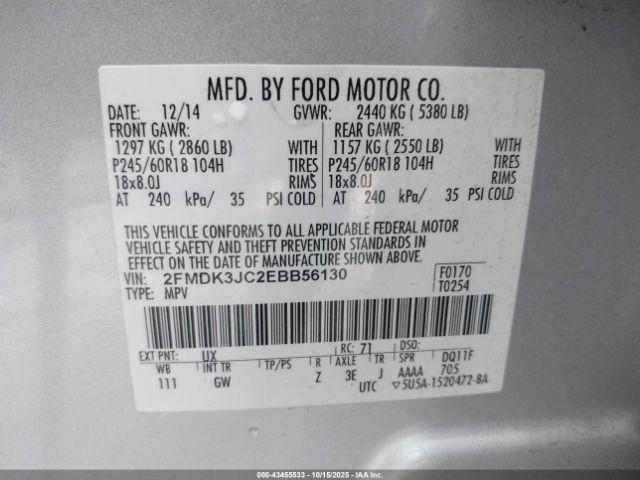 MFD. BY FORD MOTOR CO.
DATE: 12/14 GVWR: 2440 KG ( 5380 LB)
FRONT GAWR: REAR GAWR:
1297 KG ( 2860 LB) WITH 1157 KG ( 2550 LB) WITH
P245/60R18 104H TIRES P245/60R18 104H TIRES
18x8.0J RIMS 18x8.0J RIMS
AT 240 kPa/ 35 PSI COLD AT 240 kPa/ 35 PSI COLD
THIS VEHICLE CONFORMS TO ALL APPLICABLE FEDERAL MOTOR
VEHICLE SAFETY AND THEFT PREVENTION STANDARDS IN
EFFECT ON THE DATE OF MANUFACTURE SHOWN ABOVE.
VIN: 2FMDK3JC2EBB56130 F0170
TYPE: MPV T0254
EXT PNT: UX RC: 71 DSO:
WB INT TR TP/PS R AXLE TR SPR DQ11F
111 GW Z 3E J AAAA 705
UTC ▽5U5A-1520472-BA
000-43455533 - 10/15/2025 - IAAI.COM